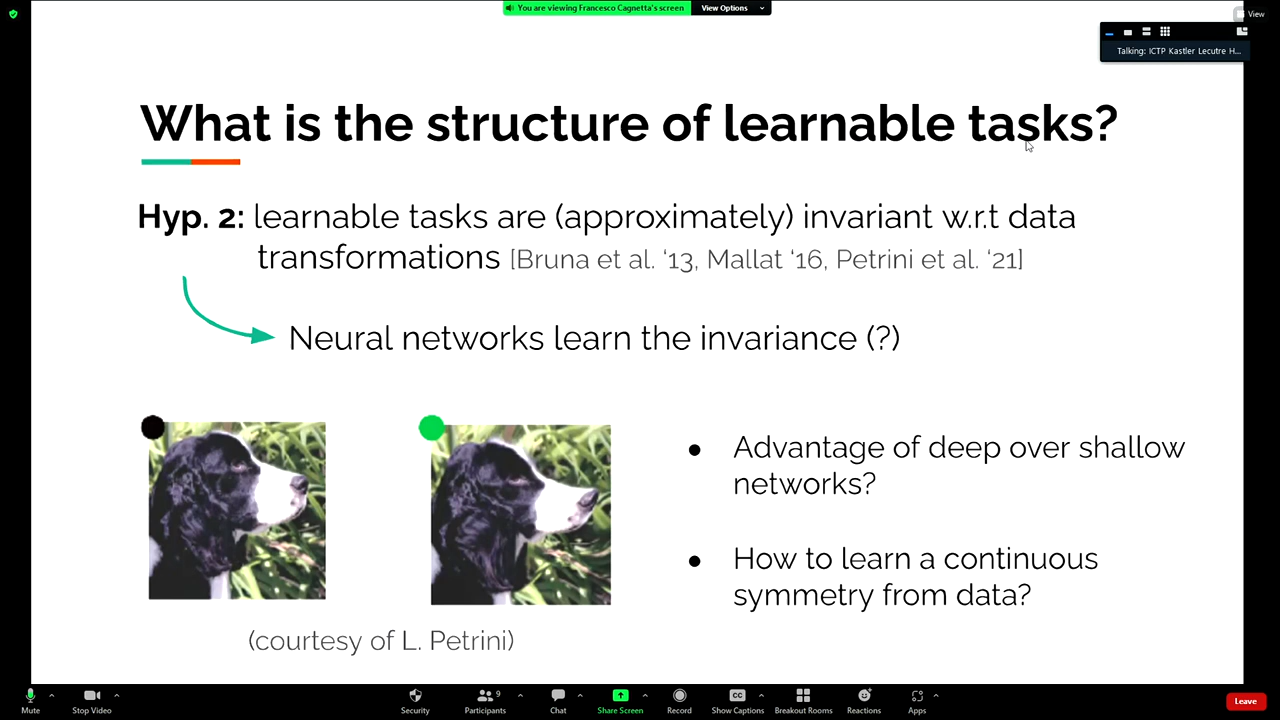 You are viewing Francesco Cagnetta's screen
View Options
View
Talking: ICTP Kastler Lecutre H...
What is the structure of learnable tasks?
Hyp. 2: learnable tasks are (approximately) invariant w.r.t data
transformations [Bruna et al. ‘13, Mallat ‘16, Petrini et al. ‘21]
Neural networks learn the invariance (?)
● Advantage of deep over shallow
networks?
● How to learn a continuous
symmetry from data?
(courtesy of L. Petrini)
Mute
Stop Video
Security
Participants
9
Chat
Share Screen
Record
CC
Show Captions
Breakout Rooms
Reactions
Apps
Leave